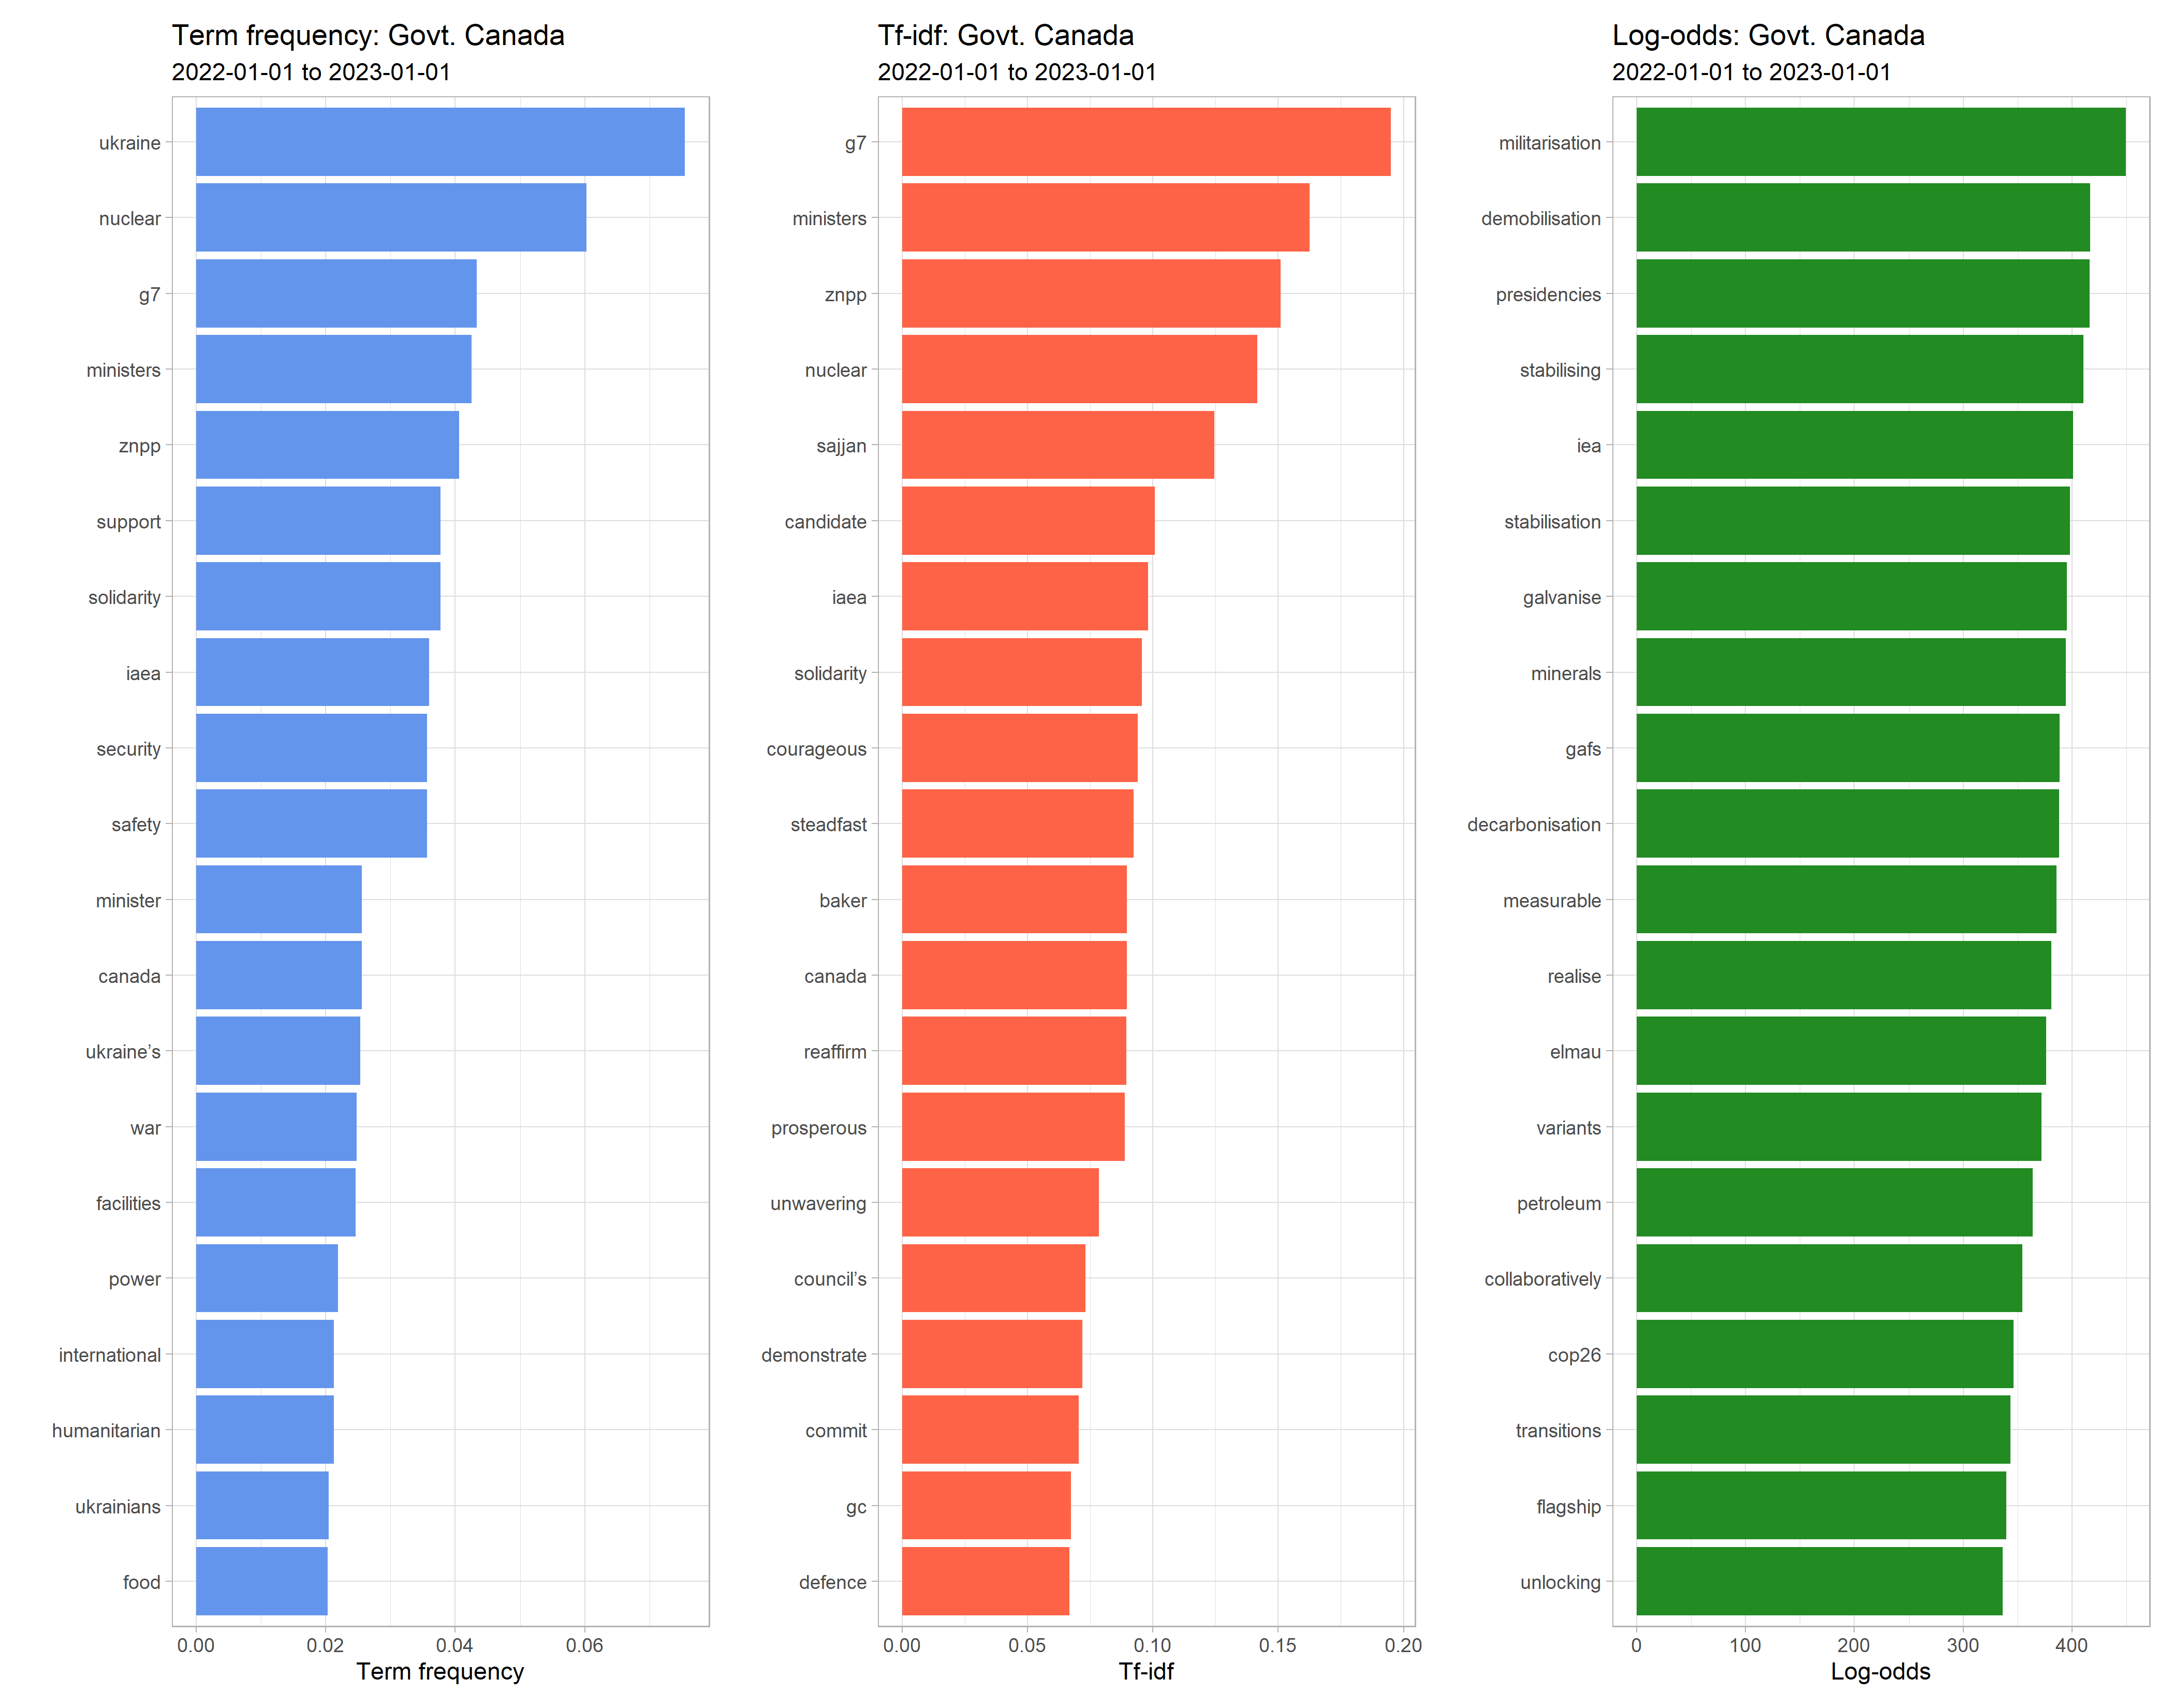 Term frequency: Govt. Canada
2022-01-01 to 2023-01-01
ukraine
nuclear
g7
ministers
znpp
support
solidarity
iaea
security
safety
minister
canada
ukraine’s
war
facilities
power
international
humanitarian
ukrainians
food
0.00 0.02 0.04 0.06
Term frequency
Tf-idf: Govt. Canada
2022-01-01 to 2023-01-01
g7
ministers
znpp
nuclear
sajjan
candidate
iaea
solidarity
courageous
steadfast
baker
canada
reaffirm
prosperous
unwavering
council’s
demonstrate
commit
gc
defence
0.00 0.05 0.10 0.15 0.20
Tf-idf
Log-odds: Govt. Canada
2022-01-01 to 2023-01-01
militarisation
demobilisation
presidencies
stabilising
iea
stabilisation
galvanise
minerals
gafs
decarbonisation
measurable
realise
elmau
variants
petroleum
collaboratively
cop26
transitions
flagship
unlocking
0 100 200 300 400
Log-odds